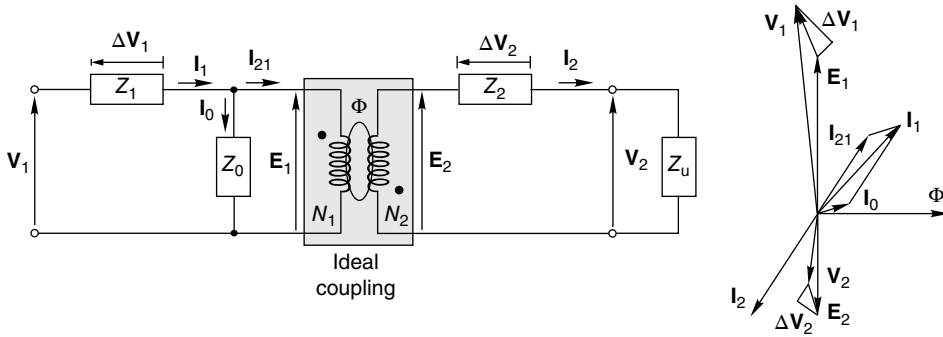 ΔV₁
I₁
I₂₁
ΔV₂
I₂
Z₁
Z₂
I₀
Φ
V₁
Z₀
E₁
E₂
V₂
Zᵤ
N₁
N₂
Ideal
coupling
V₁
ΔV₁
E₁
I₂₁
I₁
I₀
Φ
I₂
V₂
ΔV₂
E₂